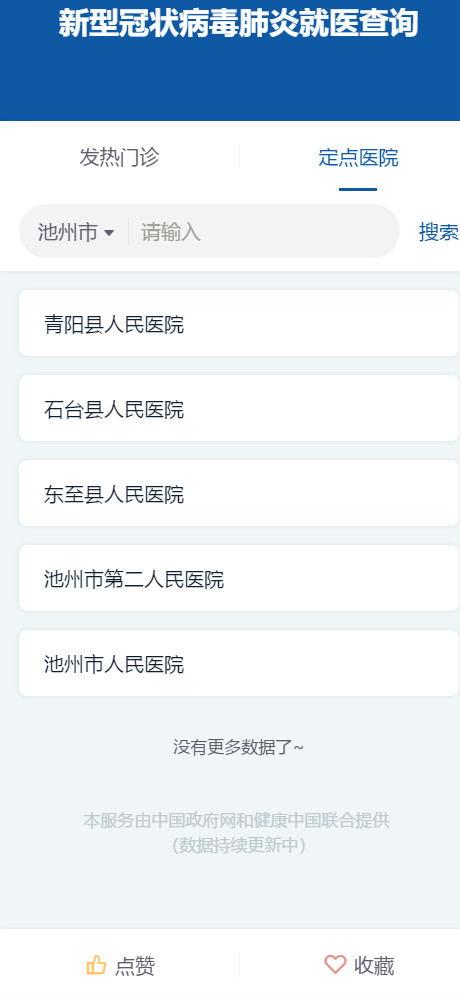 新型冠状病毒肺炎就医查询
发热门诊
定点医院
池州市
请输入
搜索
青阳县人民医院
石台县人民医院
东至县人民医院
池州市第二人民医院
池州市人民医院
没有更多数据了~
本服务由中国政府网和健康中国联合提供
（数据持续更新中）
点赞
收藏